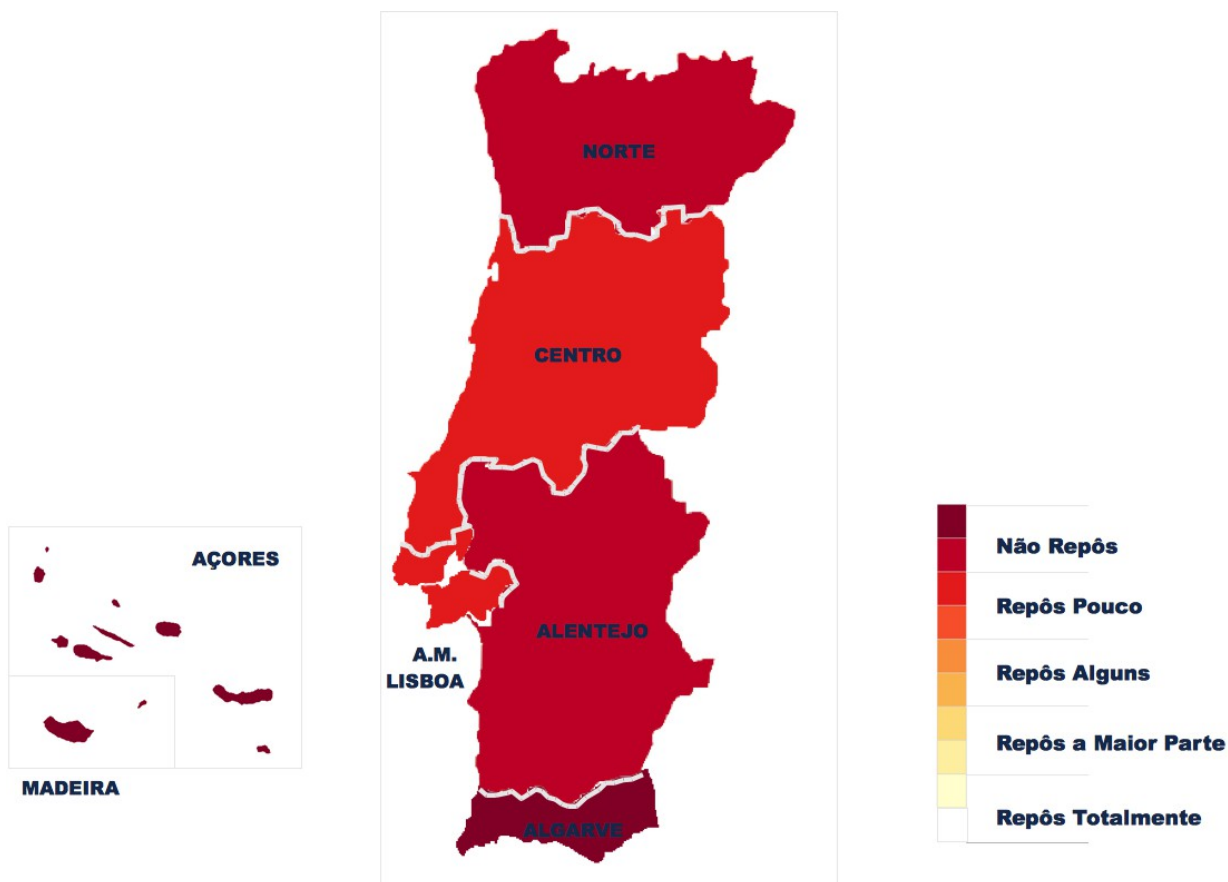 NORTE
CENTRO
AÇORES
ALENTEJO
A.M.
LISBOA
MADEIRA
ALGARVE
Não Repôs
Repôs Pouco
Repôs Alguns
Repôs a Maior Parte
Repôs Totalmente